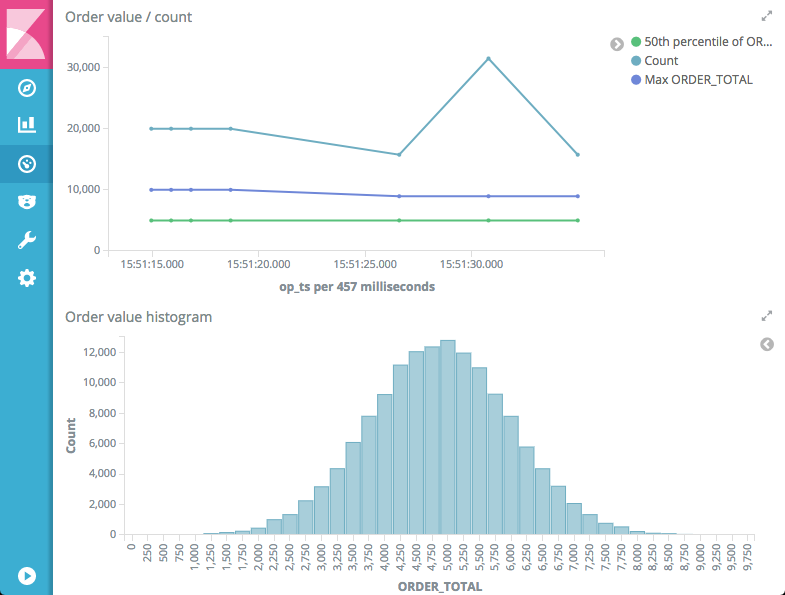 Order value / count
50th percentile of OR...
Count
Max ORDER_TOTAL
30,000
20,000
10,000
0
15:51:15.000 15:51:20.000 15:51:25.000 15:51:30.000
op_ts per 457 milliseconds
Order value histogram
12,000
10,000
8,000
6,000
4,000
2,000
0
Count
0 250 500 750 1,000 1,250 1,500 1,750 2,000 2,250 2,500 2,750 3,000 3,250 3,500 3,750 4,000 4,250 4,500 4,750 5,000 5,250 5,500 5,750 6,000 6,250 6,500 6,750 7,000 7,250 7,500 7,750 8,000 8,250 8,500 8,750 9,000 9,250 9,500 9,750
ORDER_TOTAL